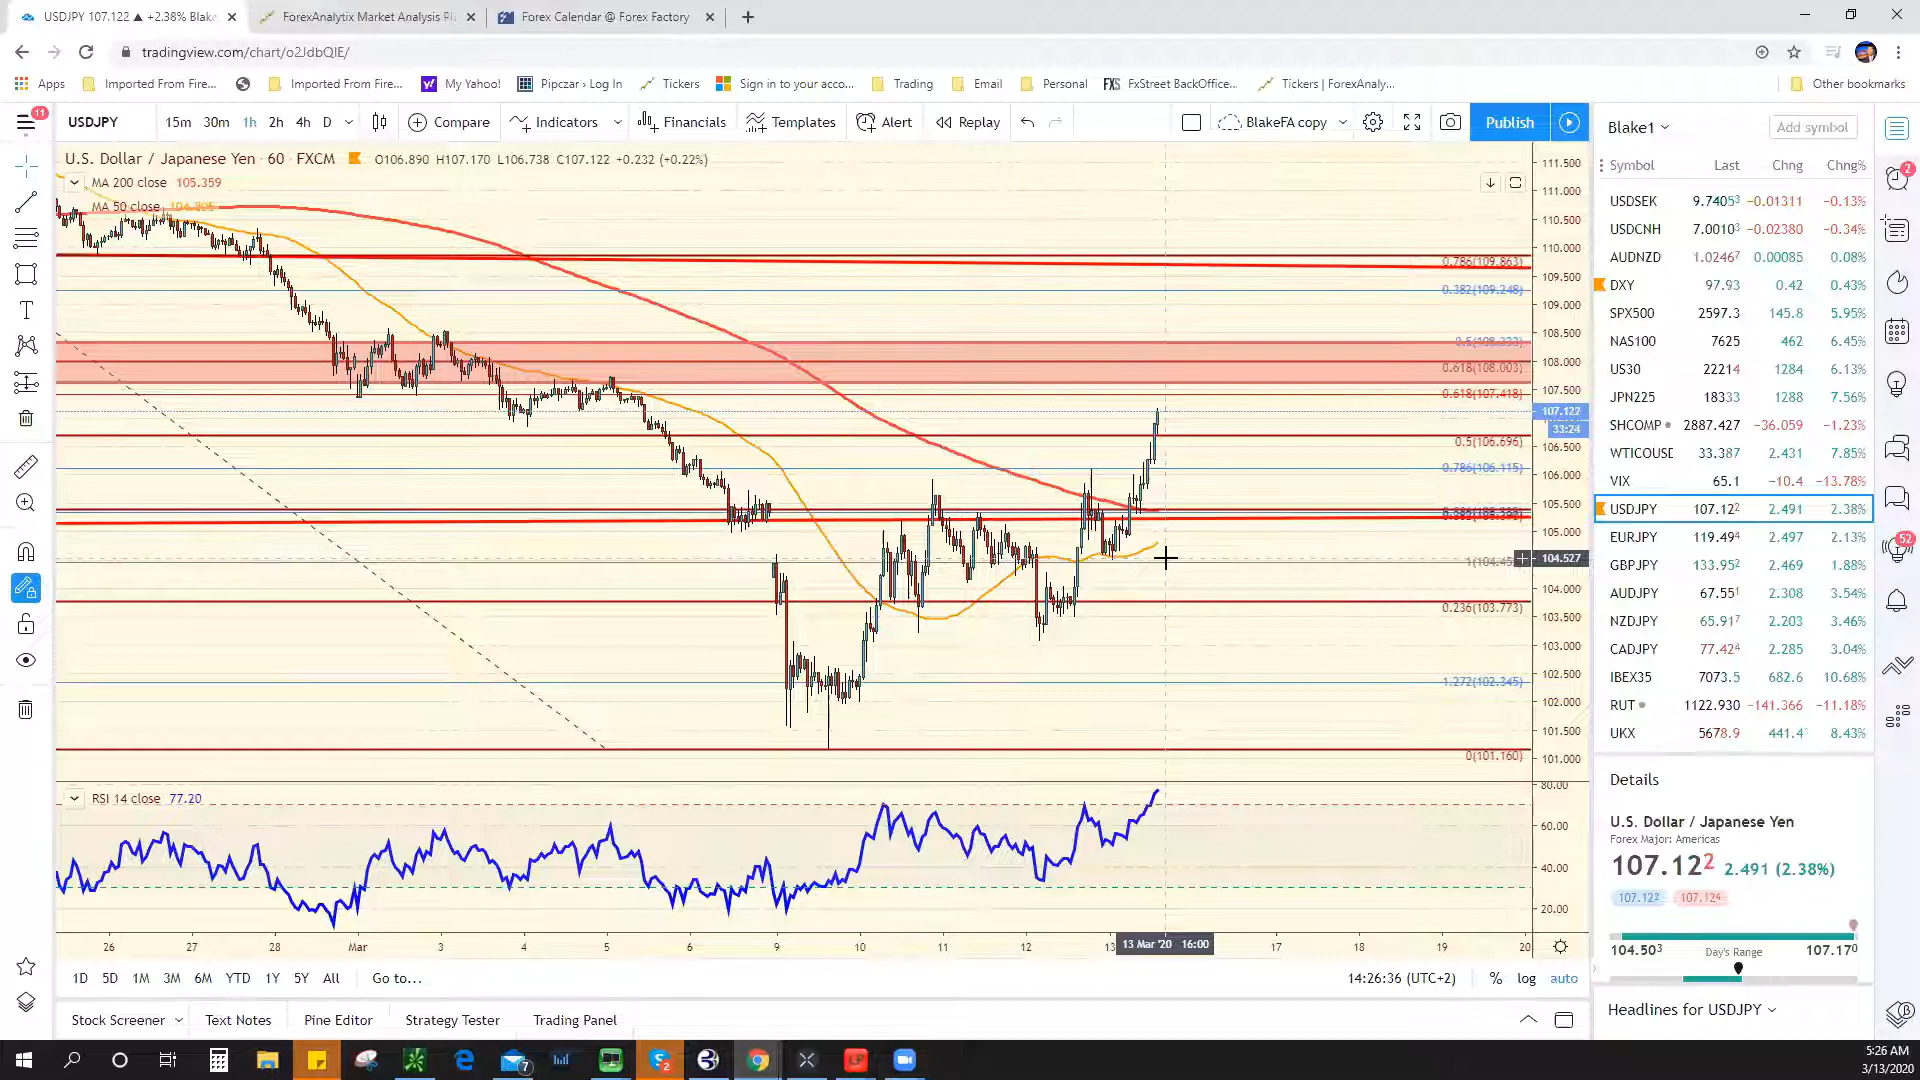 USDJPY 107.122 ▲ +2.38% Blake
ForexAnalytix Market Analysis Pl
Forex Calendar @ Forex Factory
tradingview.com/chart/o2JdbQIE/
Apps Imported From Fire... Imported From Fire... My Yahoo! Pipczar › Log In Tickers Sign in to your acco... Trading Email Personal FXS FxStreet BackOffice... Tickers | ForexAnaly... Other bookmarks
11 USDJPY 15m 30m 1h 2h 4h D Compare Indicators Financials Templates Alert Replay BlakeFA copy Publish
U.S. Dollar / Japanese Yen · 60 · FXCM O106.890 H107.170 L106.738 C107.122 +0.232 (+0.22%)
MA 200 close 105.359
MA 50 close
111.500
111.000
110.500
110.000
0.786(109.863)
109.500
0.382(109.248)
109.000
108.500
108.000
0.618(108.003)
107.500
0.618(107.418)
107.122
33:24
0.5(106.696)
106.500
0.786(106.115)
106.000
105.500
105.000
104.527
104.000
0.236(103.773)
103.500
103.000
102.500
1.272(102.345)
102.000
101.500
0(101.160)
101.000
RSI 14 close 77.20
80.00
60.00
40.00
20.00
26 27 28 Mar 3 4 5 6 9 10 11 12 13 Mar '20 16:00 17 18 19 20
1D 5D 1M 3M 6M YTD 1Y 5Y All Go to... 14:26:36 (UTC+2) % log auto
Stock Screener Text Notes Pine Editor Strategy Tester Trading Panel
Blake1 Add symbol
Symbol Last Chng Chng%
USDSEK 9.7405³ −0.01311 −0.13%
USDCNH 7.0010³ −0.02380 −0.34%
AUDNZD 1.0246⁷ 0.00085 0.08%
DXY 97.93 0.42 0.43%
SPX500 2597.3 145.8 5.95%
NAS100 7625 462 6.45%
US30 22214 1284 6.13%
JPN225 18333 1288 7.56%
SHCOMP 2887.427 −36.059 −1.23%
WTICOUSD 33.387 2.431 7.85%
VIX 65.1 −10.4 −13.78%
USDJPY 107.12² 2.491 2.38%
EURJPY 119.49⁴ 2.497 2.13%
GBPJPY 133.95² 2.469 1.88%
AUDJPY 67.55¹ 2.308 3.54%
NZDJPY 65.91⁷ 2.203 3.46%
CADJPY 77.42⁴ 2.285 3.04%
IBEX35 7073.5 682.6 10.68%
RUT 1122.930 −141.366 −11.18%
UKX 5678.9 441.4 8.43%
Details
U.S. Dollar / Japanese Yen
Forex Major: Americas
107.12² 2.491 (2.38%)
107.12² 107.12⁴
104.50³ Day's Range 107.17⁰
Headlines for USDJPY
2
52
7
2
5:26 AM
3/13/2020